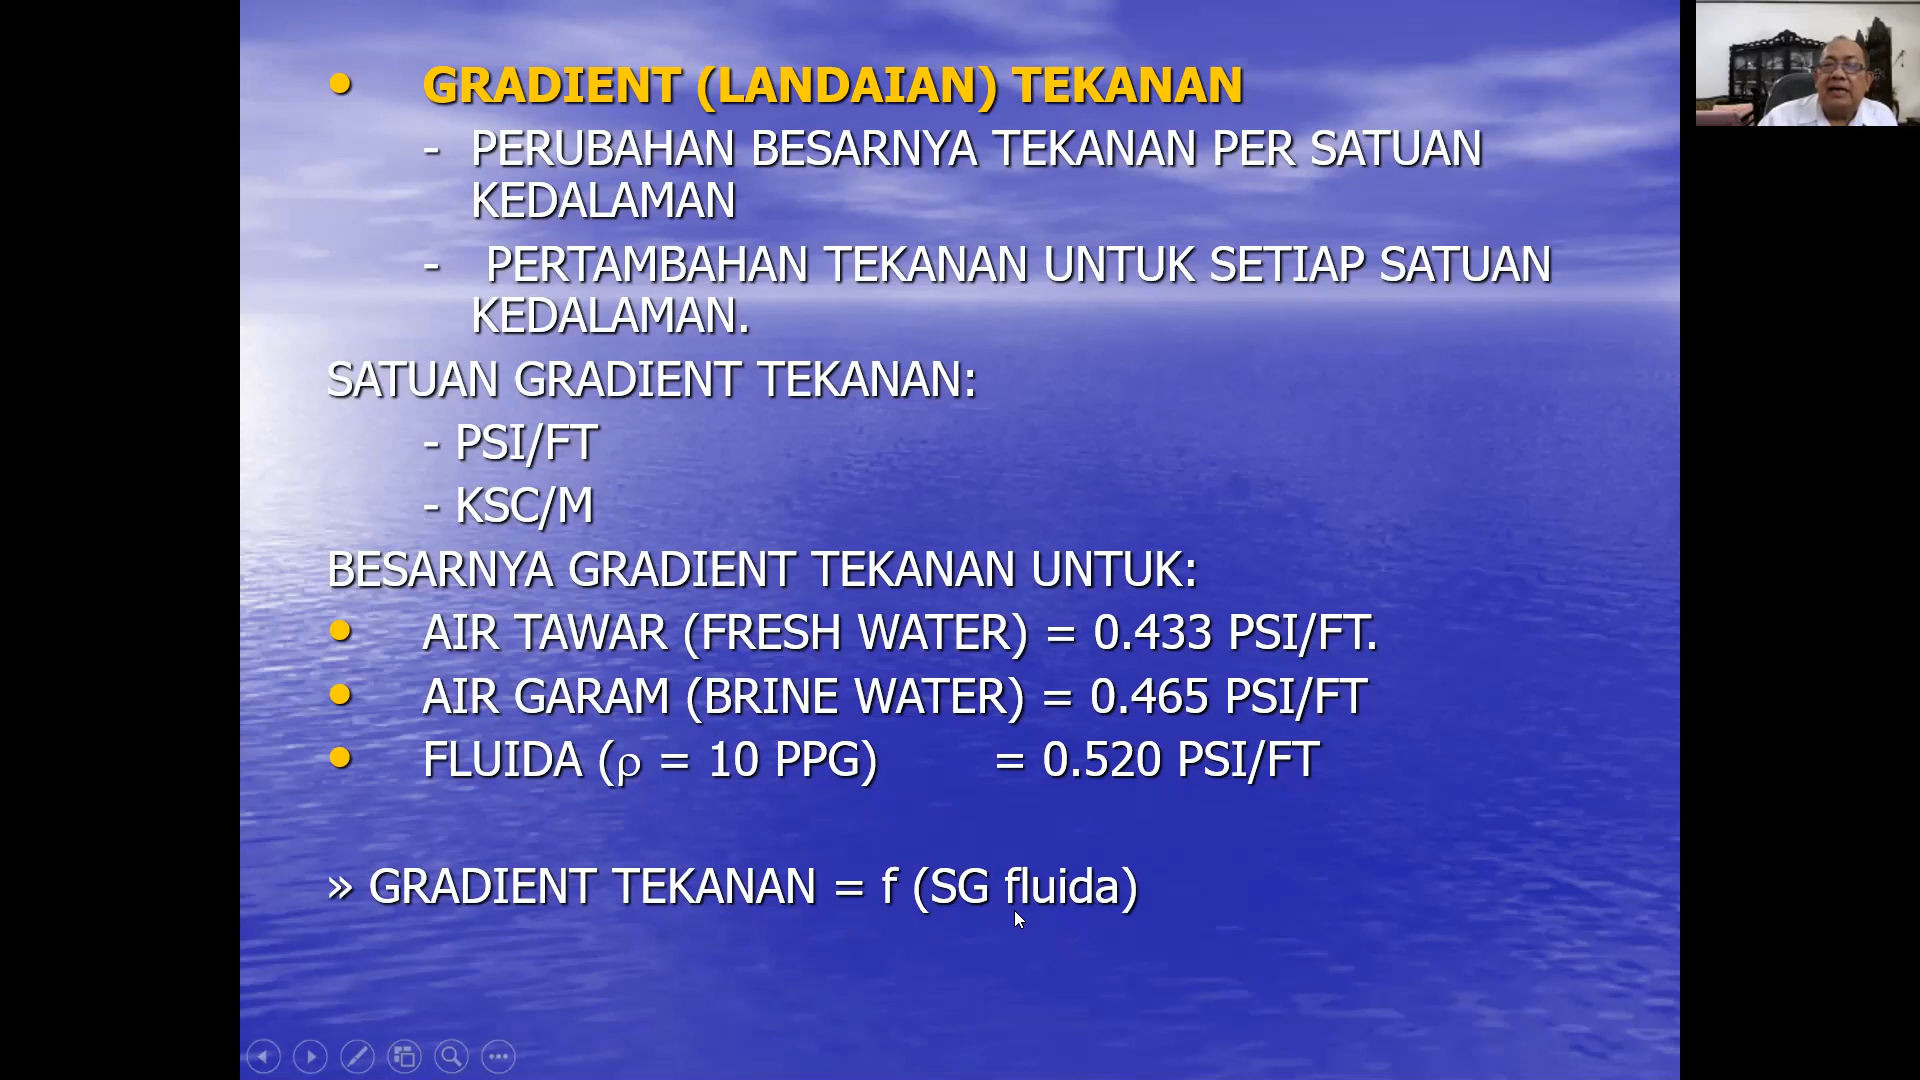 • GRADIENT (LANDAIAN) TEKANAN
- PERUBAHAN BESARNYA TEKANAN PER SATUAN
KEDALAMAN
- PERTAMBAHAN TEKANAN UNTUK SETIAP SATUAN
KEDALAMAN.
SATUAN GRADIENT TEKANAN:
- PSI/FT
- KSC/M
BESARNYA GRADIENT TEKANAN UNTUK:
• AIR TAWAR (FRESH WATER) = 0.433 PSI/FT.
• AIR GARAM (BRINE WATER) = 0.465 PSI/FT
• FLUIDA (ρ = 10 PPG) = 0.520 PSI/FT
» GRADIENT TEKANAN = f (SG fluida)